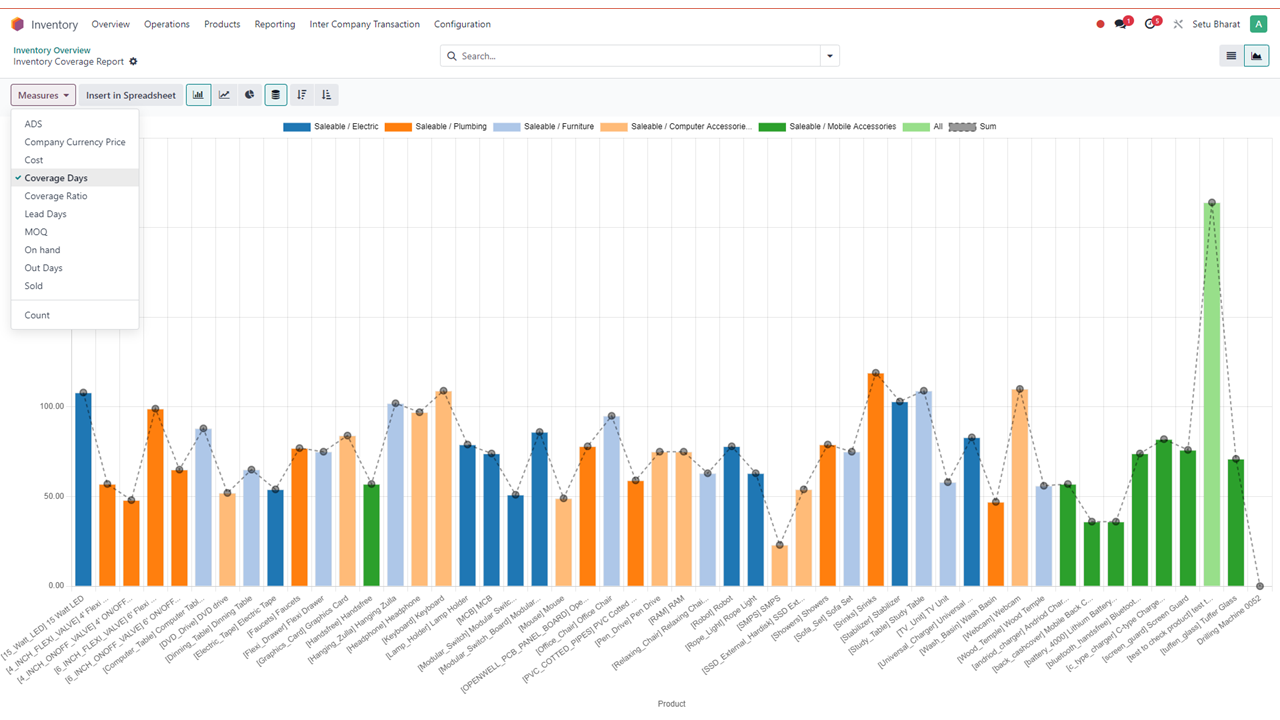 Inventory Overview Operations Products Reporting Inter Company Transaction Configuration 1 5 Setu Bharat A
Inventory Overview
Inventory Coverage Report
Search...
Measures Insert in Spreadsheet
ADS
Company Currency Price
Cost
Coverage Days
Coverage Ratio
Lead Days
MOQ
On hand
Out Days
Sold
Count
Saleable / Electric Saleable / Plumbing Saleable / Furniture Saleable / Computer Accessorie... Saleable / Mobile Accessories All Sum
100.00
50.00
0.00
[15_Watt_LED] 15 Watt LED
[4_INCH_FLEXI_VALVE] 4' Flexi ...
[4_INCH_ONOFF_VALVE] 4' ON/OFF...
[6_INCH_FLEXI_VALVE] 6' Flexi ...
[6_INCH_ONOFF_VALVE] 6' ON/OFF...
[Computer_Table] Computer Tabl...
[DVD_Drive] DVD drive
[Dinning_Table] Dinning Table
[Electric_Tape] Electric Tape
[Faucets] Faucets
[Flexi_Drawer] Flexi Drawer
[Graphics_Card] Graphics Card
[Handsfree] Handsfree
[Hanging_Zulla] Hanging Zulla
[Headphone] Headphone
[Keyboard] Keyboard
[Lamp_Holder] Lamp Holder
[MCB] MCB
[Modular_Switch] Modular Swit...
[Modular_Switch_Board] Modular...
[Mouse] Mouse
[OPENWELL_PCB_PANEL_BOARD] Ope...
[Office_Chair] Office Chair
[PVC_COTTED_PIPES] PVC Cotted ...
[Pen_Drive] Pen Drive
[RAM] RAM
[Relaxing_Chair] Relaxing Chai...
[Robot] Robot
[Rope_Light] Rope Light
[SMPS] SMPS
[SSD_External_Hardisk] SSD Ext...
[Showers] Showers
[Sofa_Set] Sofa Set
[Srinks] Srinks
[Stabilizer] Stabilizer
[Study_Table] Study Table
[TV_Unit] TV Unit
[Universal_Charger] Universal ...
[Wash_Basin] Wash Basin
[Webcam] Webcam
[Wood_Temple] Wood Temple
[andriod_charger] Andriod Char...
[back_cashcover] Mobile Back C...
[battery_4000] Lithium Battery...
[bluetooth_handsfree] Bluetoot...
[c_type_charger] C-type Charge...
[screen_guard] Screen Guard
[test to check product] test t...
[tuffen_glass] Tuffer Glass
Drilling Machine 0052
Product